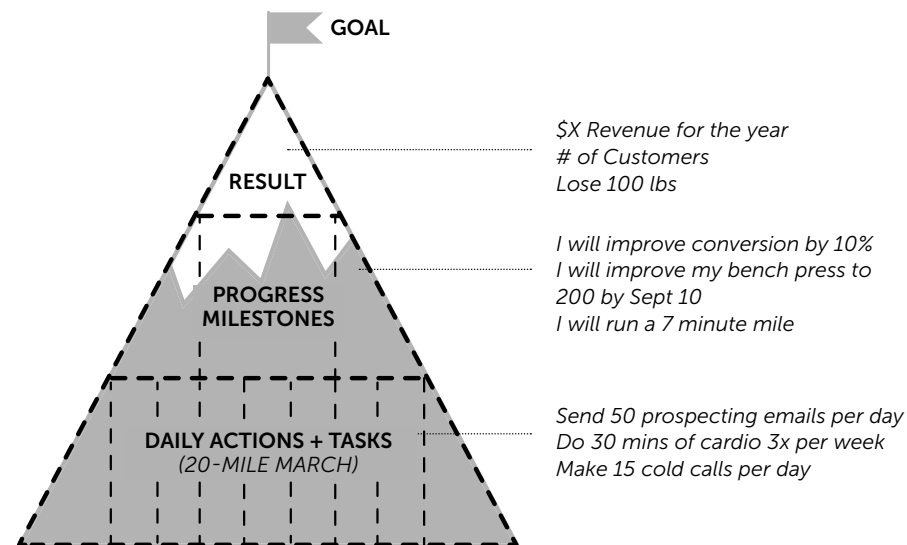 GOAL
$X Revenue for the year
# of Customers
Lose 100 lbs
RESULT
I will improve conversion by 10%
I will improve my bench press to
200 by Sept 10
I will run a 7 minute mile
PROGRESS
MILESTONES
Send 50 prospecting emails per day
Do 30 mins of cardio 3x per week
Make 15 cold calls per day
DAILY ACTIONS + TASKS
(20-MILE MARCH)